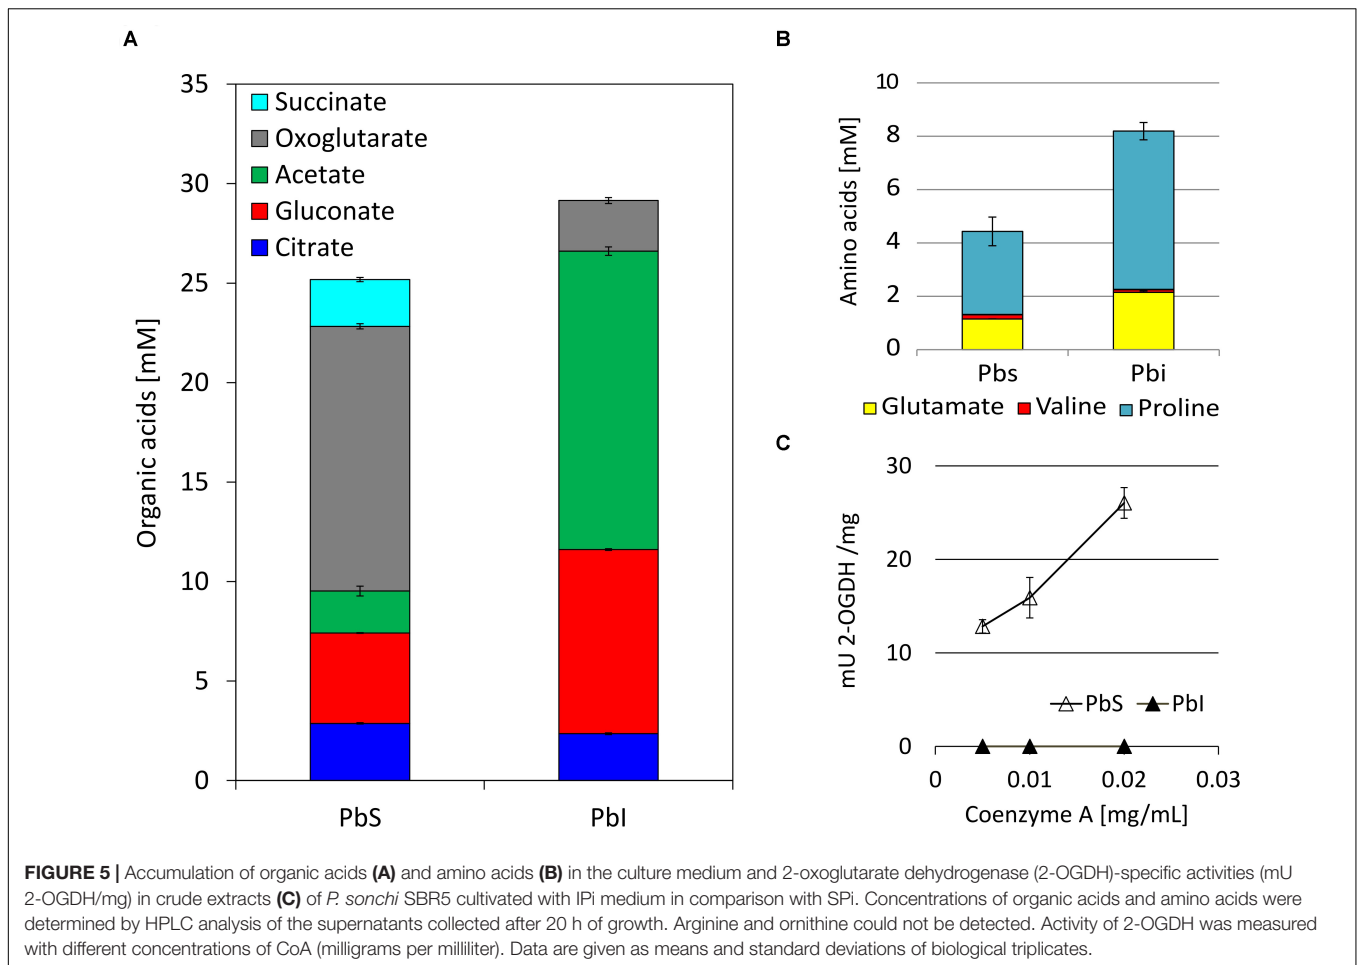 A
Organic acids [mM]
35
30
25
20
15
10
5
0
Succinate
Oxoglutarate
Acetate
Gluconate
Citrate
PbS
PbI
B
Amino acids [mM]
10
8
6
4
2
0
Pbs
Pbi
Glutamate
Valine
Proline
C
mU 2-OGDH /mg
30
20
10
0
PbS
PbI
0
0.01
0.02
0.03
Coenzyme A [mg/mL]
FIGURE 5 | Accumulation of organic acids (A) and amino acids (B) in the culture medium and 2-oxoglutarate dehydrogenase (2-OGDH)-specific activities (mU
2-OGDH/mg) in crude extracts (C) of P. sonchi SBR5 cultivated with IPi medium in comparison with SPi. Concentrations of organic acids and amino acids were
determined by HPLC analysis of the supernatants collected after 20 h of growth. Arginine and ornithine could not be detected. Activity of 2-OGDH was measured
with different concentrations of CoA (milligrams per milliliter). Data are given as means and standard deviations of biological triplicates.